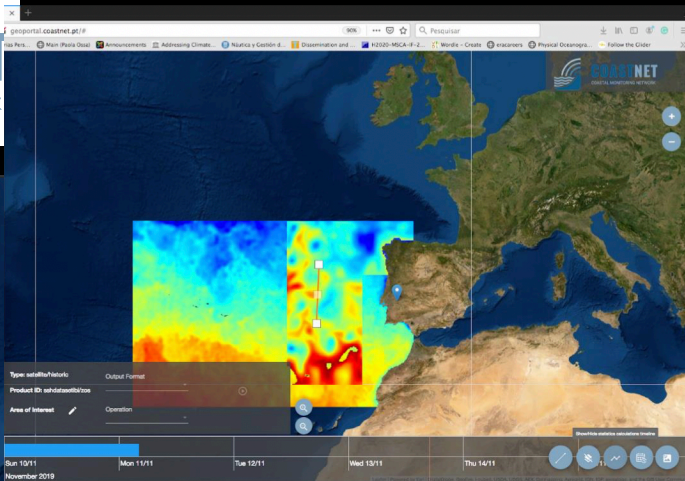 geoportal.coastnet.pt/#
90%
Pesquisar
Main (Paola Ossa)
Announcements
Addressing Climate...
Náutica y Gestión d...
Dissemination and ...
H2020-MSCA-IF-2...
Wordle - Create
eracareers
Physical Oceanogra...
Follow the Glider
COASTNET
COASTAL MONITORING NETWORK
Type: satellite/historic
Output Format
Product ID: sshdatasetibi/zos
Area of Interest
Operation
Show/Hide statistics calculations timeline
Sun 10/11
Mon 11/11
Tue 12/11
Wed 13/11
Thu 14/11
November 2019